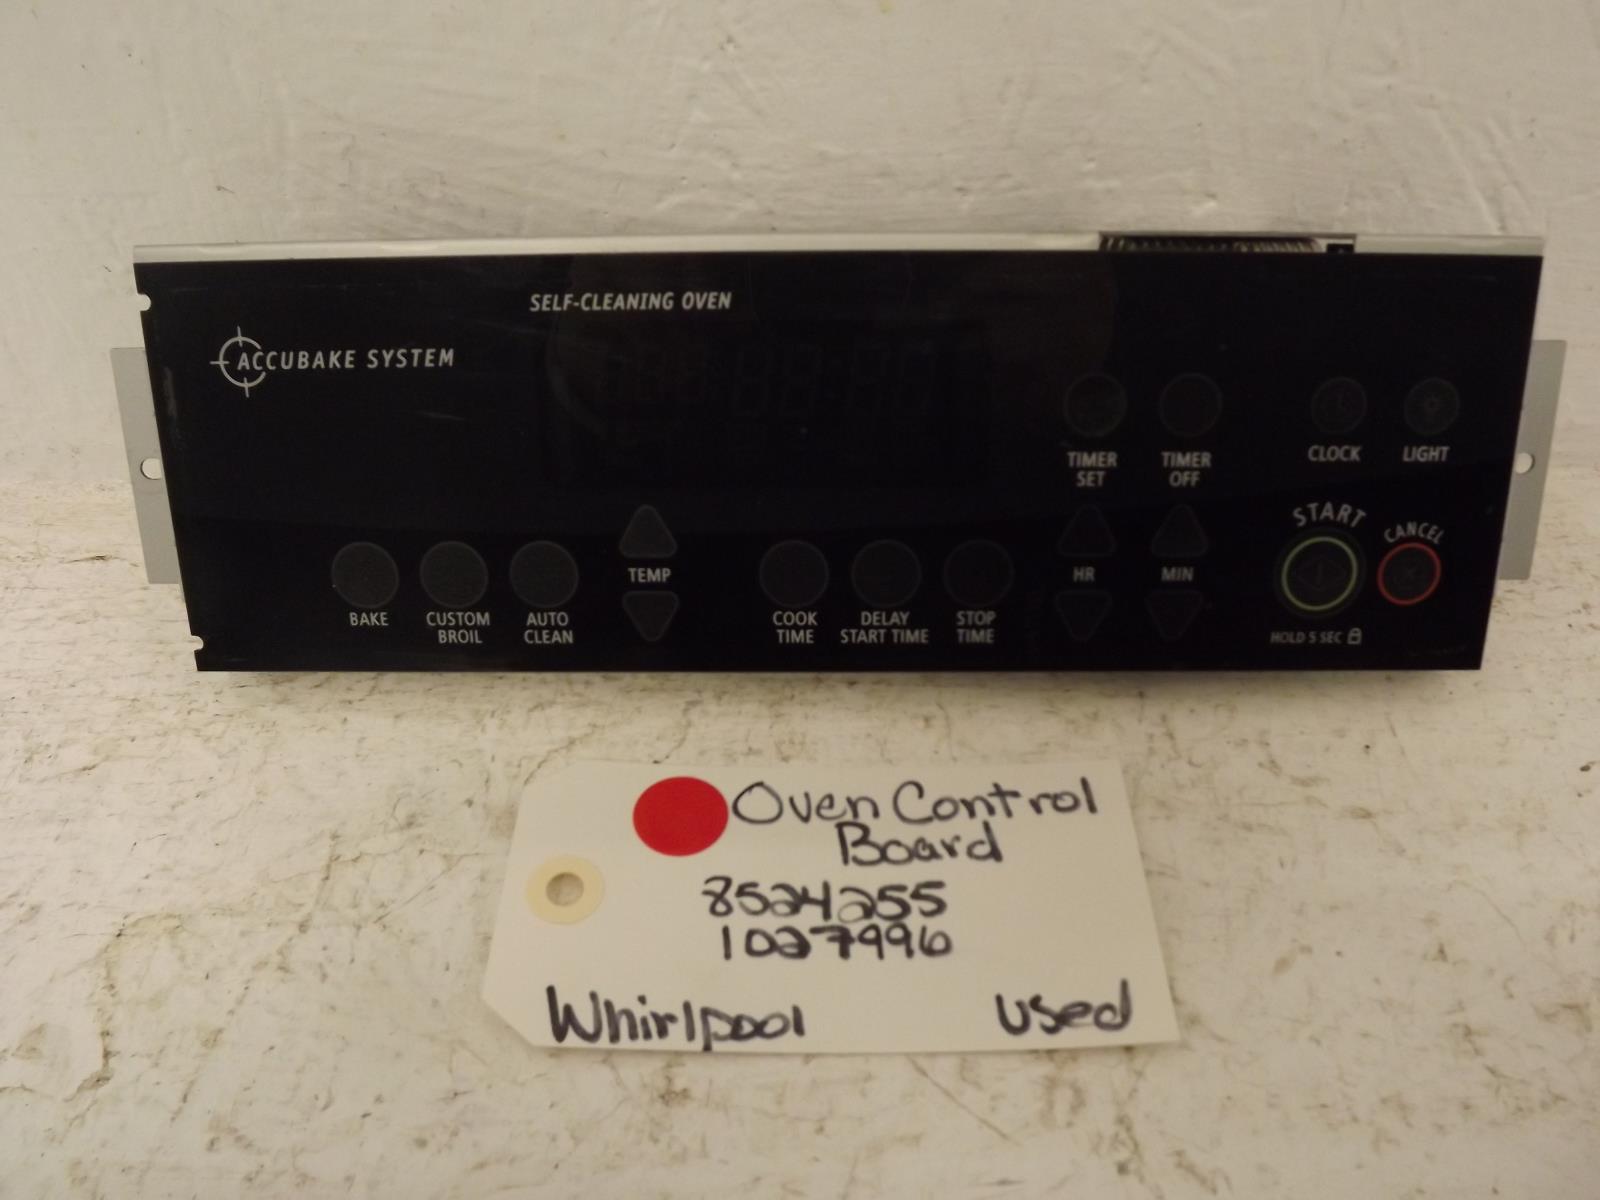 SELF-CLEANING OVEN
ACCUBAKE SYSTEM
TIMER SET
TIMER OFF
CLOCK
LIGHT
START
CANCEL
TEMP
HR
MIN
BAKE
CUSTOM BROIL
AUTO CLEAN
COOK TIME
DELAY START TIME
STOP TIME
HOLD 5 SEC
Oven Control
Board
8524255
1027996
Whirlpool
Used